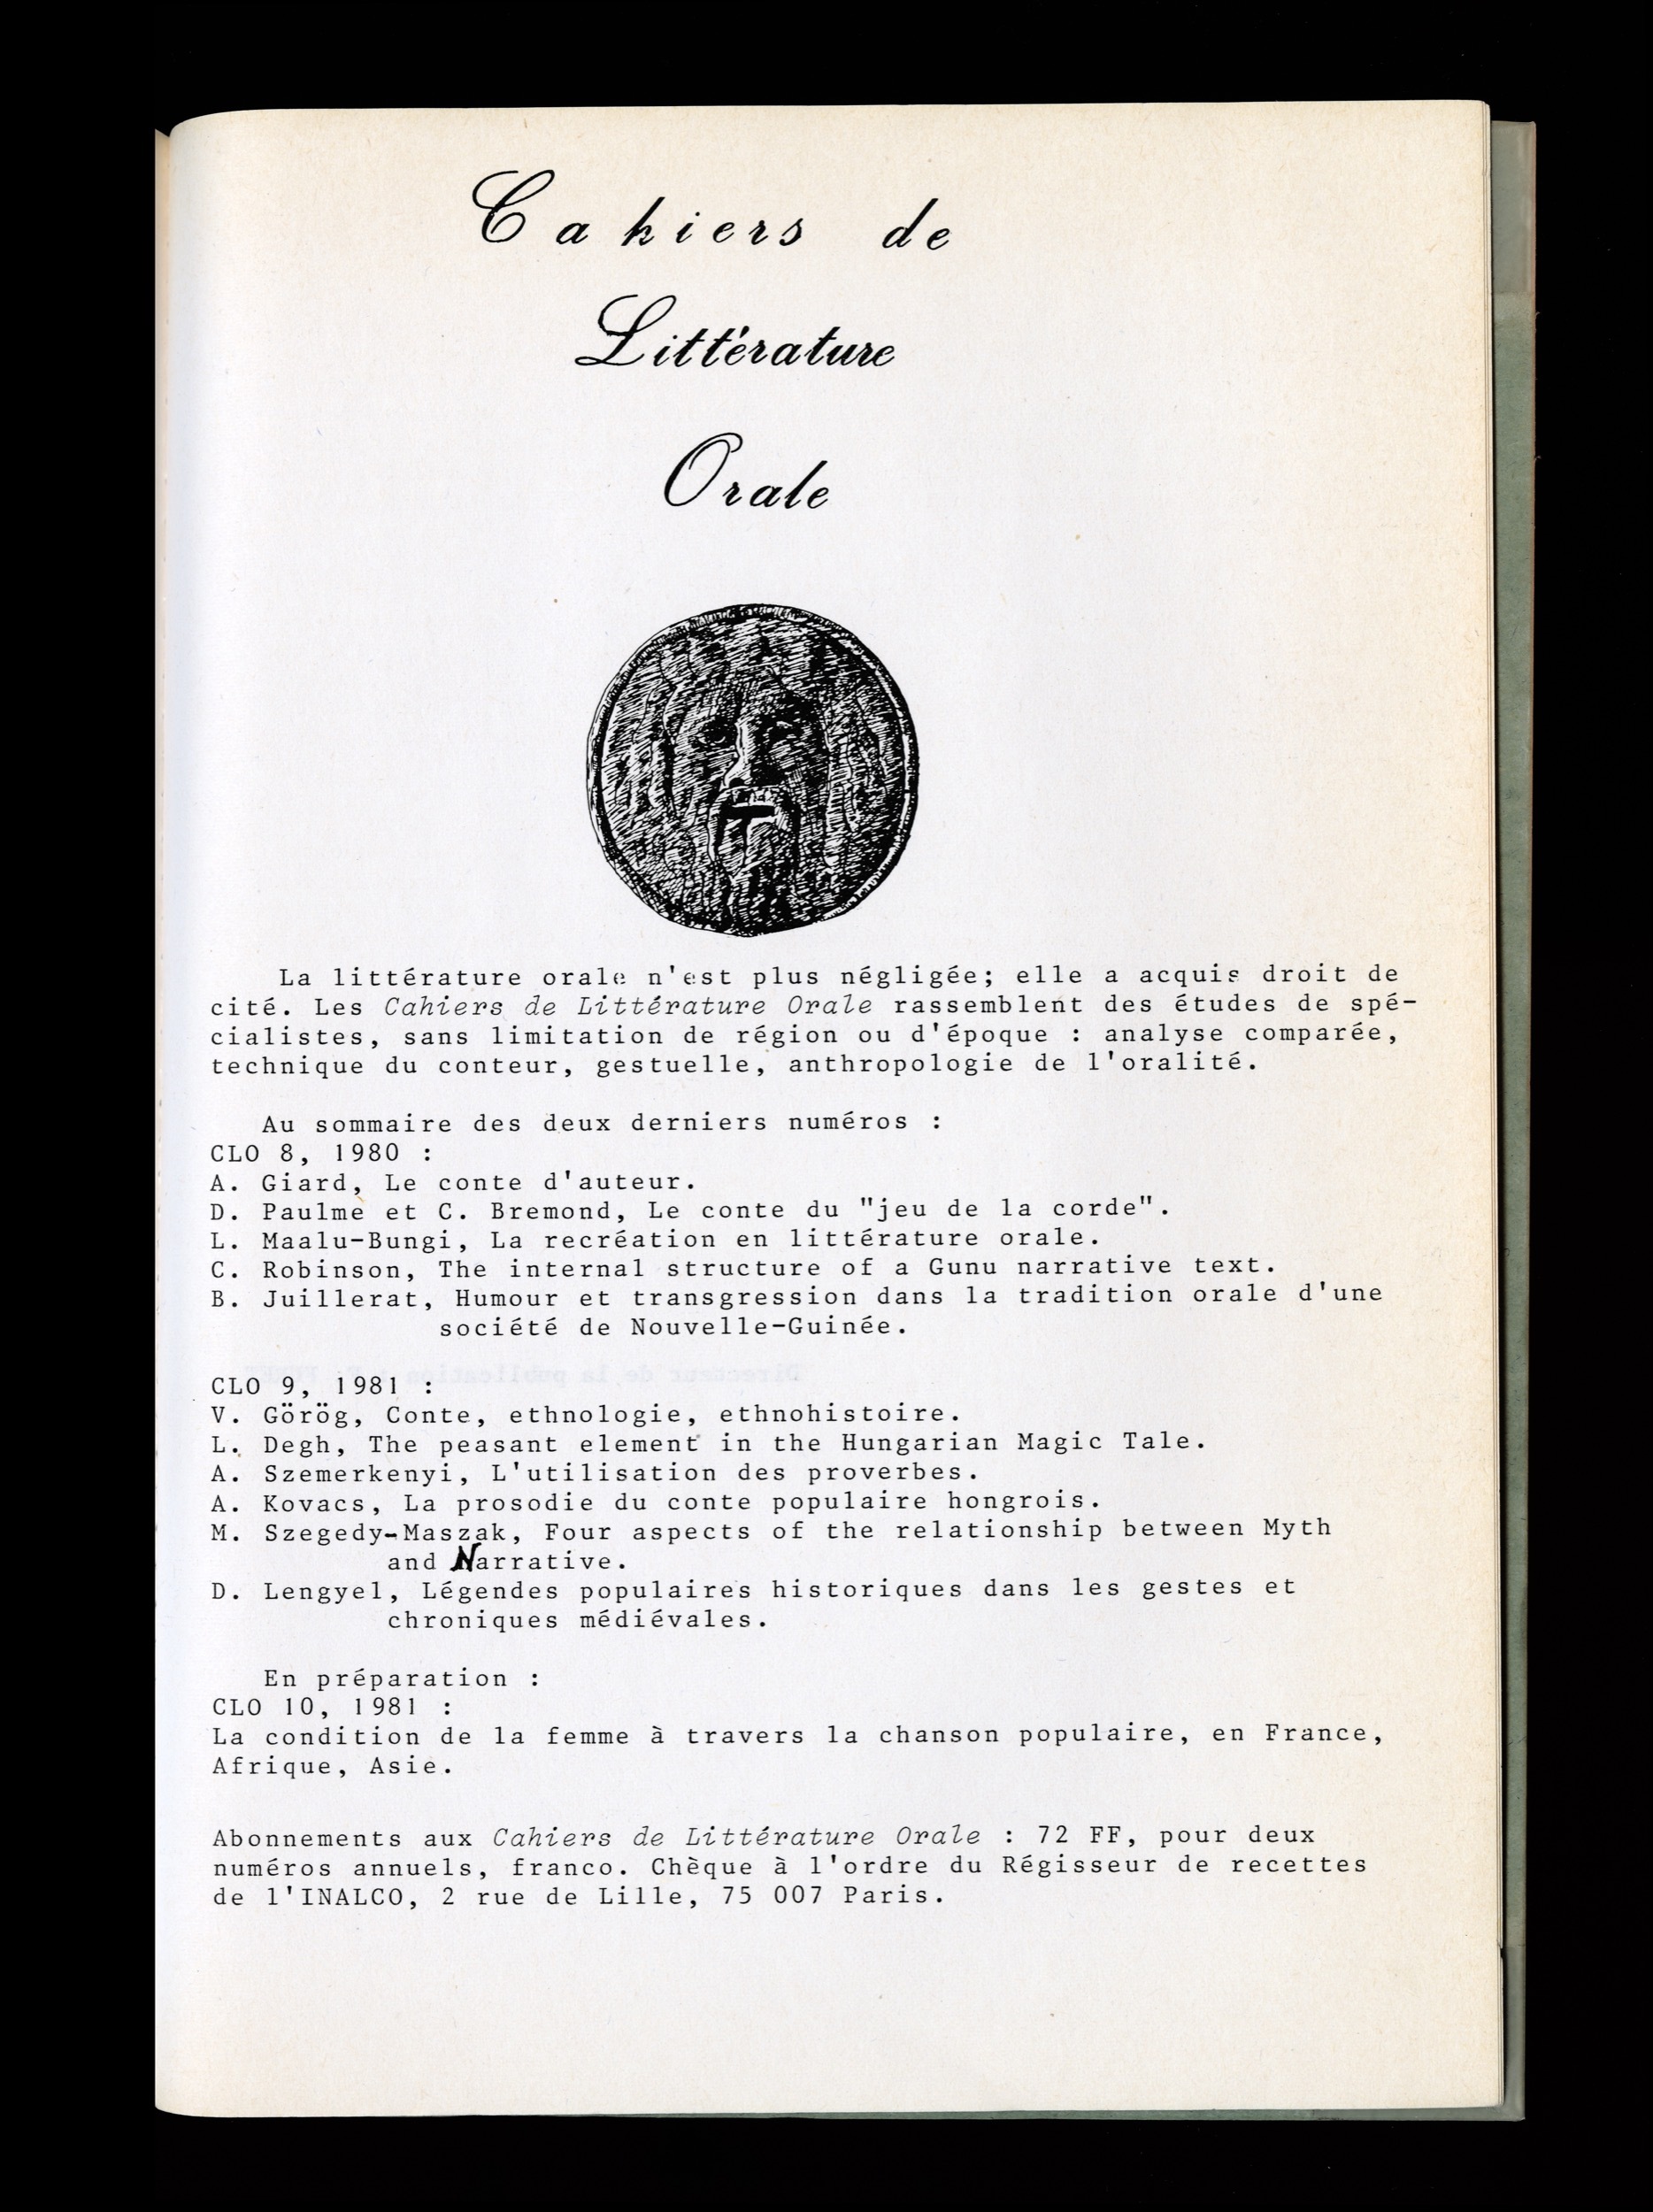 Cahiers de
Littérature
Orale
La littérature orale n'est plus négligée; elle a acquis droit de
cité. Les Cahiers de Littérature Orale rassemblent des études de spé-
cialistes, sans limitation de région ou d'époque : analyse comparée,
technique du conteur, gestuelle, anthropologie de l'oralité.
Au sommaire des deux derniers numéros :
CLO 8, 1980 :
A. Giard, Le conte d'auteur.
D. Paulme et C. Bremond, Le conte du "jeu de la corde".
L. Maalu-Bungi, La recréation en littérature orale.
C. Robinson, The internal structure of a Gunu narrative text.
B. Juillerat, Humour et transgression dans la tradition orale d'une
société de Nouvelle-Guinée.
CLO 9, 1981 :
V. Görög, Conte, ethnologie, ethnohistoire.
L. Degh, The peasant element in the Hungarian Magic Tale.
A. Szemerkenyi, L'utilisation des proverbes.
A. Kovacs, La prosodie du conte populaire hongrois.
M. Szegedy-Maszak, Four aspects of the relationship between Myth
and Narrative.
D. Lengyel, Légendes populaires historiques dans les gestes et
chroniques médiévales.
En préparation :
CLO 10, 1981 :
La condition de la femme à travers la chanson populaire, en France,
Afrique, Asie.
Abonnements aux Cahiers de Littérature Orale : 72 FF, pour deux
numéros annuels, franco. Chèque à l'ordre du Régisseur de recettes
de l'INALCO, 2 rue de Lille, 75 007 Paris.